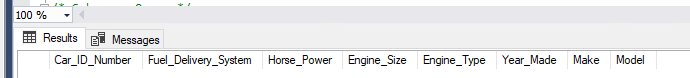 100 %
Results Messages
Car_ID_Number Fuel_Delivery_System Horse_Power Engine_Size Engine_Type Year_Made Make Model